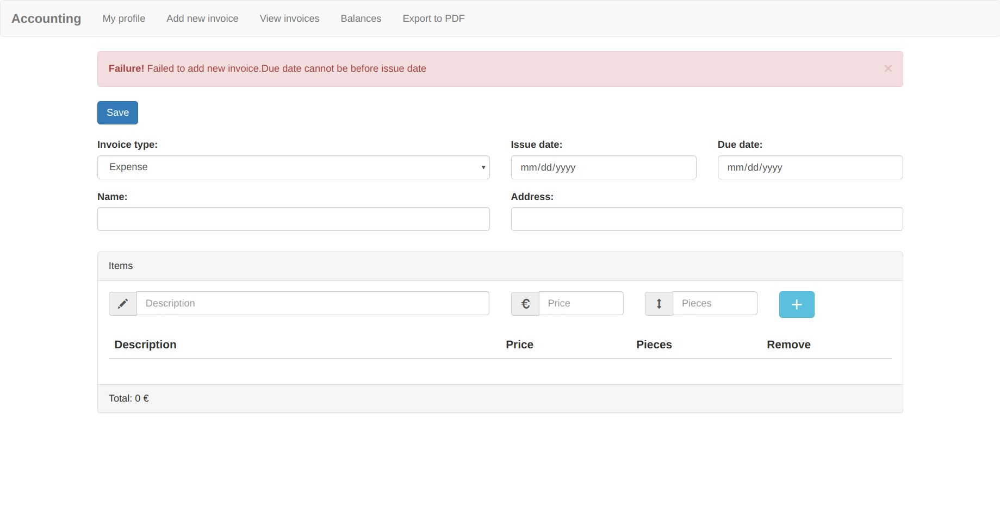 Accounting My profile Add new invoice View invoices Balances Export to PDF
Failure! Failed to add new invoice.Due date cannot be before issue date ×
Save
Invoice type: Issue date: Due date:
Expense mm/dd/yyyy mm/dd/yyyy
Name: Address:
Items
Description € Price Pieces +
Description Price Pieces Remove
Total: 0 €